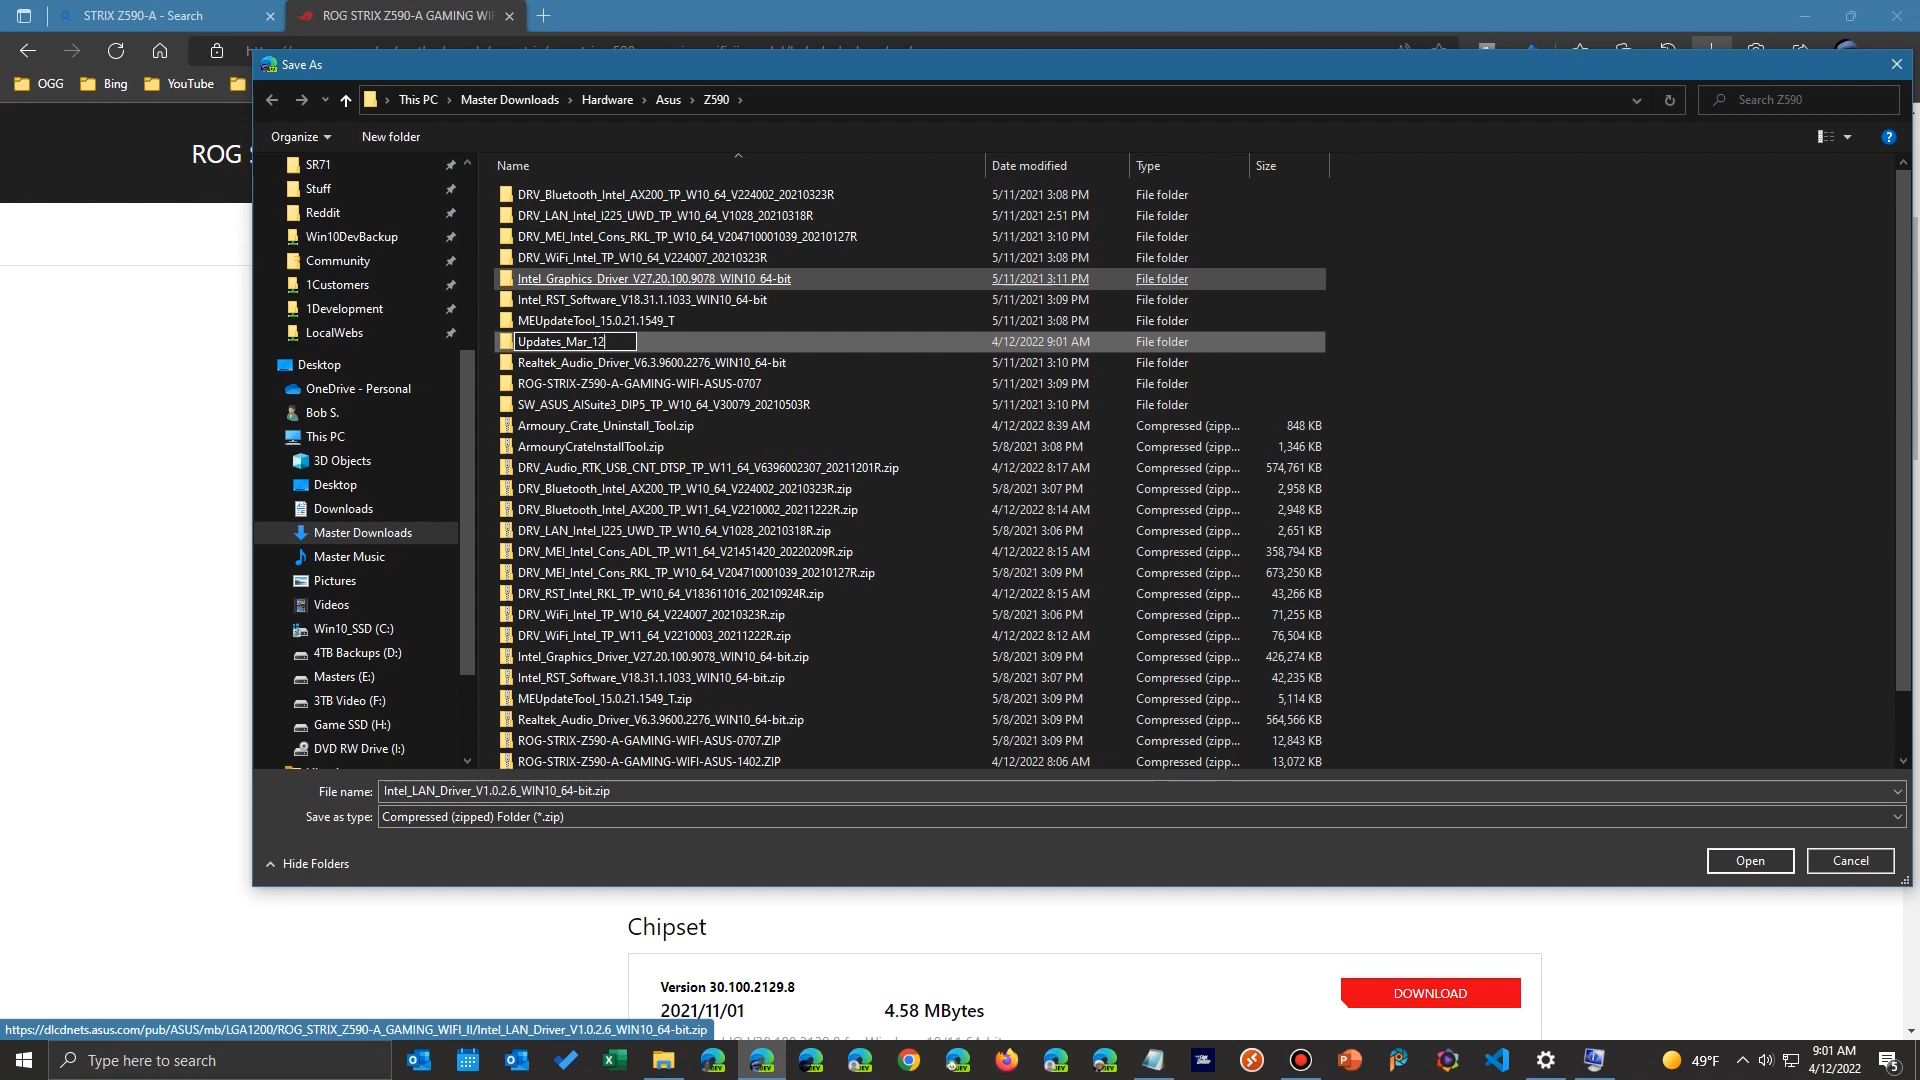 STRIX Z590-A - Search
ROG STRIX Z590-A GAMING WIF
OGG
Bing
YouTube
ROG S
Save As
This PC
Master Downloads
Hardware
Asus
Z590
Search Z590
Organize
New folder
Name
Date modified
Type
Size
SR71
Stuff
Reddit
Win10DevBackup
Community
1Customers
1Development
LocalWebs
Desktop
OneDrive - Personal
Bob S.
This PC
3D Objects
Desktop
Downloads
Master Downloads
Master Music
Pictures
Videos
Win10_SSD (C:)
4TB Backups (D:)
Masters (E:)
3TB Video (F:)
Game SSD (H:)
DVD RW Drive (I:)
DRV_Bluetooth_Intel_AX200_TP_W10_64_V224002_20210323R 5/11/2021 3:08 PM File folder
DRV_LAN_Intel_I225_UWD_TP_W10_64_V1028_20210318R 5/11/2021 2:51 PM File folder
DRV_MEI_Intel_Cons_RKL_TP_W10_64_V204710001039_20210127R 5/11/2021 3:10 PM File folder
DRV_WiFi_Intel_TP_W10_64_V224007_20210323R 5/11/2021 3:08 PM File folder
Intel_Graphics_Driver_V27.20.100.9078_WIN10_64-bit 5/11/2021 3:11 PM File folder
Intel_RST_Software_V18.31.1.1033_WIN10_64-bit 5/11/2021 3:09 PM File folder
MEUpdateTool_15.0.21.1549_T 5/11/2021 3:08 PM File folder
Updates_Mar_12 4/12/2022 9:01 AM File folder
Realtek_Audio_Driver_V6.3.9600.2276_WIN10_64-bit 5/11/2021 3:10 PM File folder
ROG-STRIX-Z590-A-GAMING-WIFI-ASUS-0707 5/11/2021 3:09 PM File folder
SW_ASUS_AISuite3_DIP5_TP_W10_64_V30079_20210503R 5/11/2021 3:10 PM File folder
Armoury_Crate_Uninstall_Tool.zip 4/12/2022 8:39 AM Compressed (zipp... 848 KB
ArmouryCrateInstallTool.zip 5/8/2021 3:08 PM Compressed (zipp... 1,346 KB
DRV_Audio_RTK_USB_CNT_DTSP_TP_W11_64_V6396002307_20211201R.zip 4/12/2022 8:17 AM Compressed (zipp... 574,761 KB
DRV_Bluetooth_Intel_AX200_TP_W10_64_V224002_20210323R.zip 5/8/2021 3:07 PM Compressed (zipp... 2,958 KB
DRV_Bluetooth_Intel_AX200_TP_W11_64_V2210002_20211222R.zip 4/12/2022 8:14 AM Compressed (zipp... 2,948 KB
DRV_LAN_Intel_I225_UWD_TP_W10_64_V1028_20210318R.zip 5/8/2021 3:06 PM Compressed (zipp... 2,651 KB
DRV_MEI_Intel_Cons_ADL_TP_W11_64_V21451420_20220209R.zip 4/12/2022 8:15 AM Compressed (zipp... 358,794 KB
DRV_MEI_Intel_Cons_RKL_TP_W10_64_V204710001039_20210127R.zip 5/8/2021 3:09 PM Compressed (zipp... 673,250 KB
DRV_RST_Intel_RKL_TP_W10_64_V183611016_20210924R.zip 4/12/2022 8:15 AM Compressed (zipp... 43,266 KB
DRV_WiFi_Intel_TP_W10_64_V224007_20210323R.zip 5/8/2021 3:06 PM Compressed (zipp... 71,255 KB
DRV_WiFi_Intel_TP_W11_64_V2210003_20211222R.zip 4/12/2022 8:12 AM Compressed (zipp... 76,504 KB
Intel_Graphics_Driver_V27.20.100.9078_WIN10_64-bit.zip 5/8/2021 3:09 PM Compressed (zipp... 426,274 KB
Intel_RST_Software_V18.31.1.1033_WIN10_64-bit.zip 5/8/2021 3:07 PM Compressed (zipp... 42,235 KB
MEUpdateTool_15.0.21.1549_T.zip 5/8/2021 3:09 PM Compressed (zipp... 5,114 KB
Realtek_Audio_Driver_V6.3.9600.2276_WIN10_64-bit.zip 5/8/2021 3:09 PM Compressed (zipp... 564,566 KB
ROG-STRIX-Z590-A-GAMING-WIFI-ASUS-0707.ZIP 5/8/2021 3:09 PM Compressed (zipp... 12,843 KB
ROG-STRIX-Z590-A-GAMING-WIFI-ASUS-1402.ZIP 4/12/2022 8:06 AM Compressed (zipp... 13,072 KB
File name: Intel_LAN_Driver_V1.0.2.6_WIN10_64-bit.zip
Save as type: Compressed (zipped) Folder (*.zip)
Hide Folders
Open
Cancel
Chipset
Version 30.100.2129.8
2021/11/01
4.58 MBytes
DOWNLOAD
https://dlcdnets.asus.com/pub/ASUS/mb/LGA1200/ROG_STRIX_Z590-A_GAMING_WIFI_II/Intel_LAN_Driver_V1.0.2.6_WIN10_64-bit.zip
Type here to search
49°F
9:01 AM
4/12/2022
5